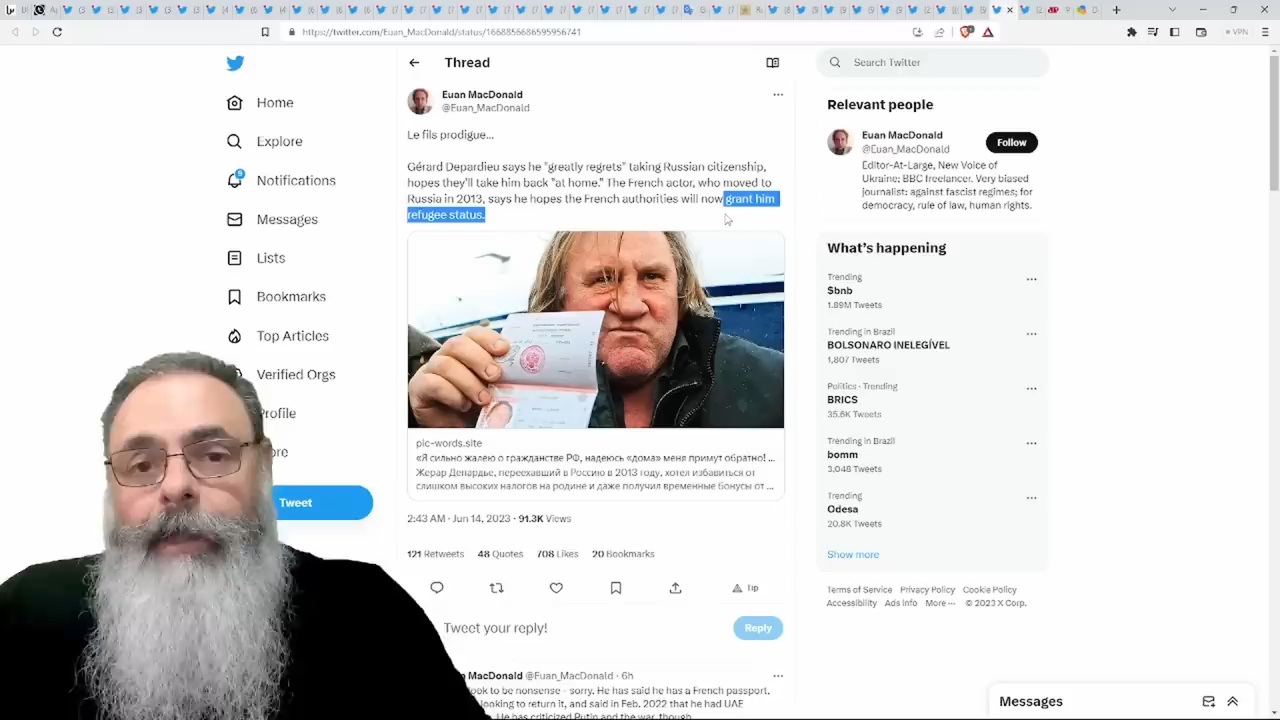 https://twitter.com/Euan_MacDonald/status/1668856686595956741
VPN
Home
Explore
9
Notifications
Messages
Lists
Bookmarks
Top Articles
Verified Orgs
Profile
Tweet
Thread
Euan MacDonald
@Euan_MacDonald
Le fils prodigue...
Gérard Depardieu says he "greatly regrets" taking Russian citizenship,
hopes they'll take him back "at home." The French actor, who moved to
Russia in 2013, says he hopes the French authorities will now grant him
refugee status.
pic-words.site
«Я сильно жалею о гражданстве РФ, надеюсь «дома» меня примут обратно! ...
Жерар Депардье, переехавший в Россию в 2013 году, хотел избавиться от
слишком высоких налогов на родине и даже получил временные бонусы от ...
2:43 AM · Jun 14, 2023 · 91.3K Views
121 Retweets 48 Quotes 708 Likes 20 Bookmarks
Tip
Tweet your reply!
Reply
MacDonald @Euan_MacDonald · 6h
look to be nonsense - sorry. He has said he has a French passport,
looking to return it, and said in Feb. 2022 that he had UAE
He has criticized Putin and the war, though.
Search Twitter
Relevant people
Euan MacDonald
@Euan_MacDonald
Follow
Editor-At-Large, New Voice of
Ukraine; BBC freelancer. Very biased
journalist: against fascist regimes; for
democracy, rule of law, human rights.
What's happening
Trending
$bnb
1.89M Tweets
Trending in Brazil
BOLSONARO INELEGÍVEL
1,807 Tweets
Politics · Trending
BRICS
35.6K Tweets
Trending in Brazil
bomm
3,048 Tweets
Trending
Odesa
20.8K Tweets
Show more
Terms of Service Privacy Policy Cookie Policy
Accessibility Ads info More ··· © 2023 X Corp.
Messages